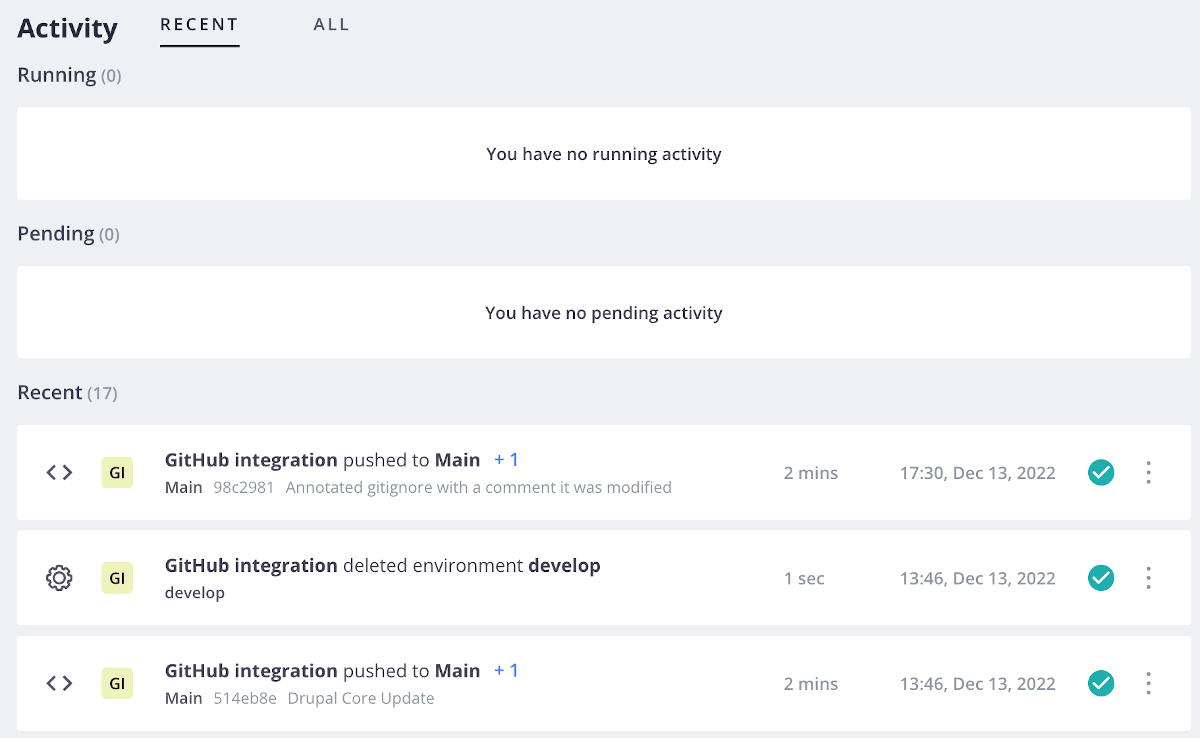 Activity RECENT ALL
Running (0)
You have no running activity
Pending (0)
You have no pending activity
Recent (17)
GI GitHub integration pushed to Main + 1 2 mins 17:30, Dec 13, 2022
Main 98c2981 Annotated gitignore with a comment it was modified
GI GitHub integration deleted environment develop 1 sec 13:46, Dec 13, 2022
develop
GI GitHub integration pushed to Main + 1 2 mins 13:46, Dec 13, 2022
Main 514eb8e Drupal Core Update